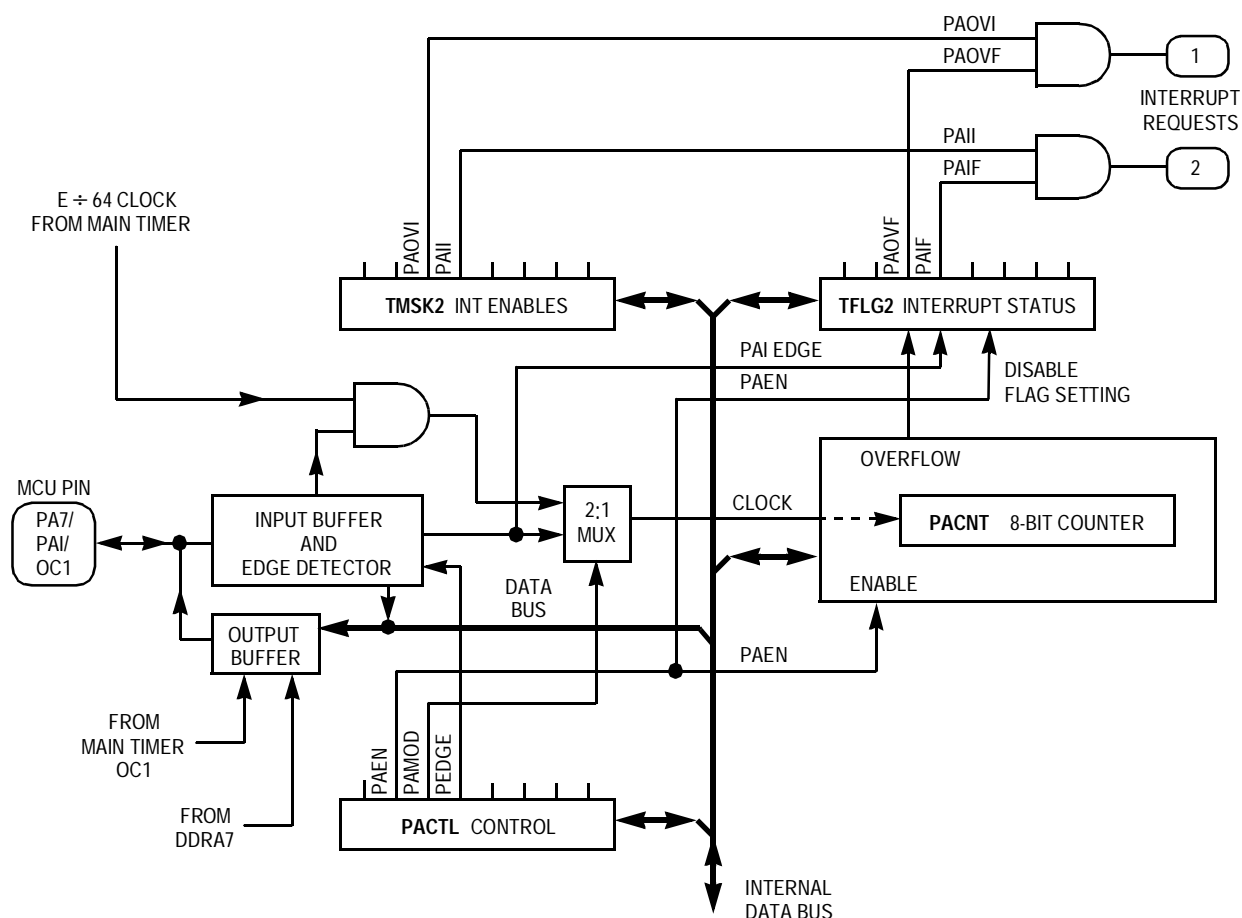 PAOVI
PAOVF
1
INTERRUPT
REQUESTS
PAII
PAIF
2
E ÷ 64 CLOCK
FROM MAIN TIMER
PAOVI
PAII
PAOVF
PAIF
TMSK2 INT ENABLES
TFLG2 INTERRUPT STATUS
PAI EDGE
PAEN
DISABLE
FLAG SETTING
OVERFLOW
MCU PIN
PA7/
PAI/
OC1
INPUT BUFFER
AND
EDGE DETECTOR
2:1
MUX
CLOCK
PACNT 8-BIT COUNTER
ENABLE
DATA
BUS
OUTPUT
BUFFER
PAEN
FROM
MAIN TIMER
OC1
FROM
DDRA7
PAEN
PAMOD
PEDGE
PACTL CONTROL
INTERNAL
DATA BUS